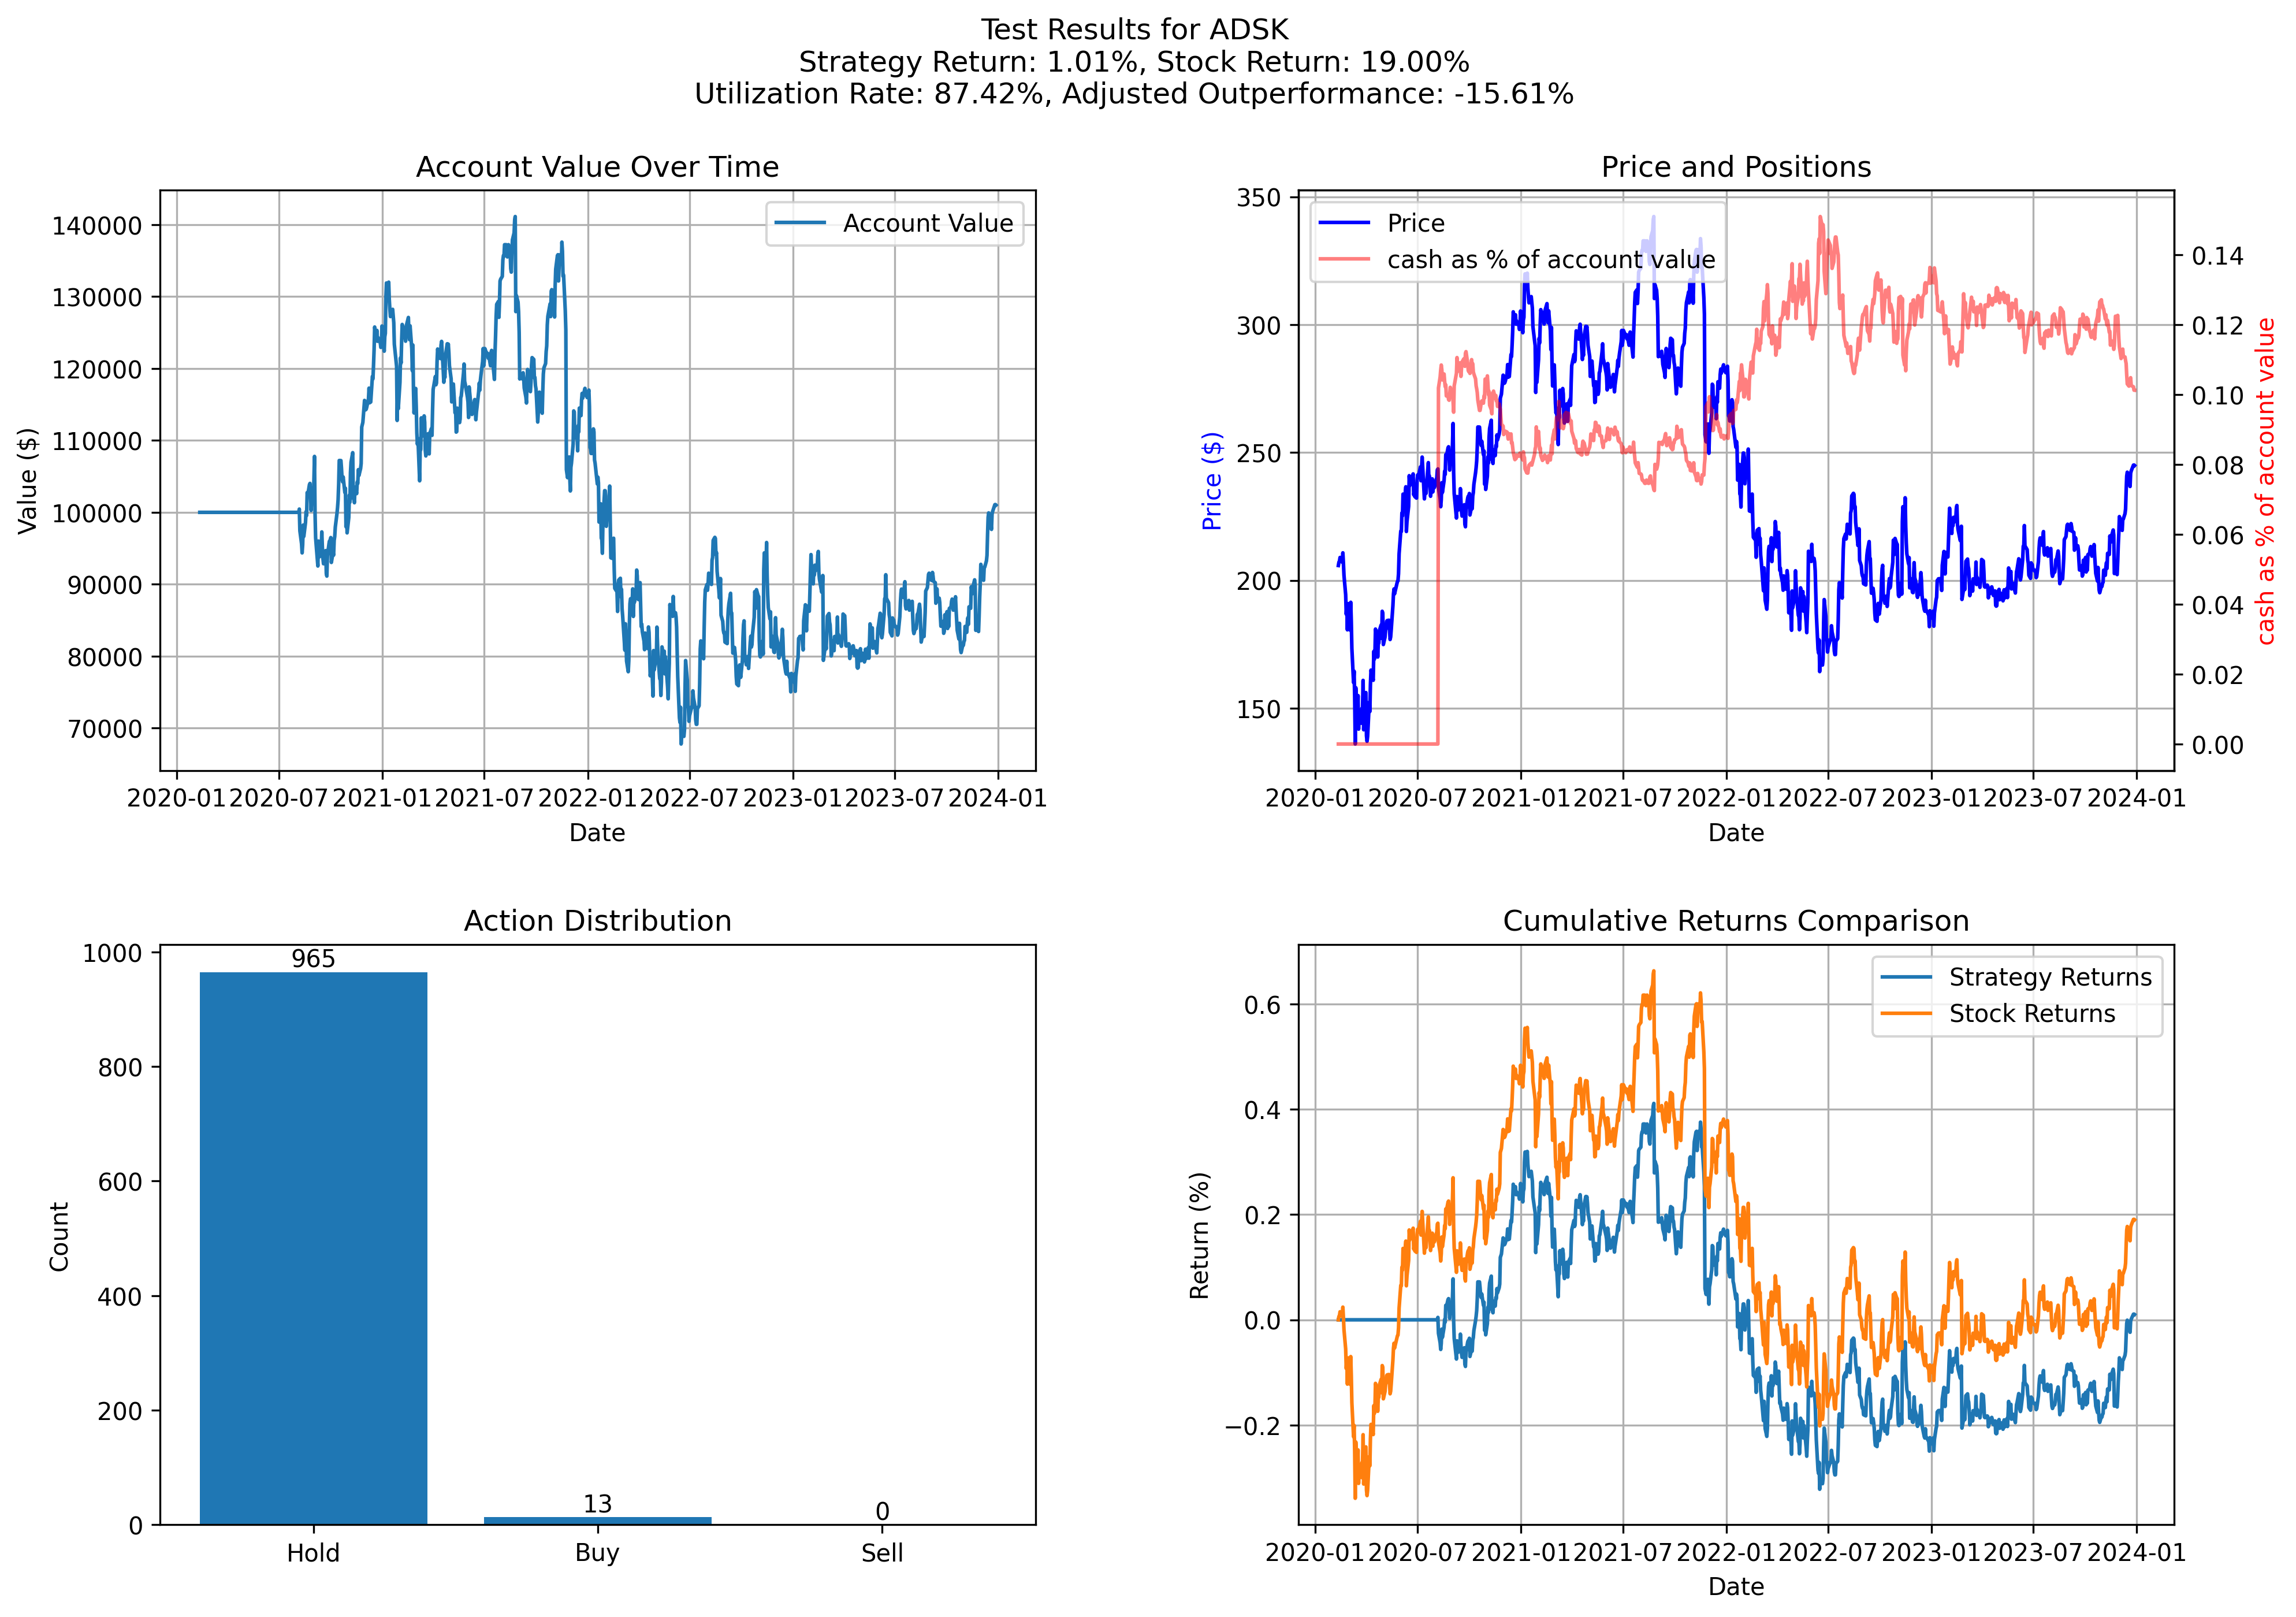 Test Results for ADSK
Strategy Return: 1.01%, Stock Return: 19.00%
Utilization Rate: 87.42%, Adjusted Outperformance: -15.61%
Account Value Over Time
Account Value
Value ($)
140000
130000
120000
110000
100000
90000
80000
70000
2020-01 2020-07 2021-01 2021-07 2022-01 2022-07 2023-01 2023-07 2024-01
Date
Price and Positions
Price
cash as % of account value
Price ($)
350
300
250
200
150
0.14
0.12
0.10
0.08
0.06
0.04
0.02
0.00
cash as % of account value
2020-01 2020-07 2021-01 2021-07 2022-01 2022-07 2023-01 2023-07 2024-01
Date
Action Distribution
Count
1000
800
600
400
200
0
965
13
0
Hold Buy Sell
Cumulative Returns Comparison
Strategy Returns
Stock Returns
Return (%)
0.6
0.4
0.2
0.0
−0.2
2020-01 2020-07 2021-01 2021-07 2022-01 2022-07 2023-01 2023-07 2024-01
Date